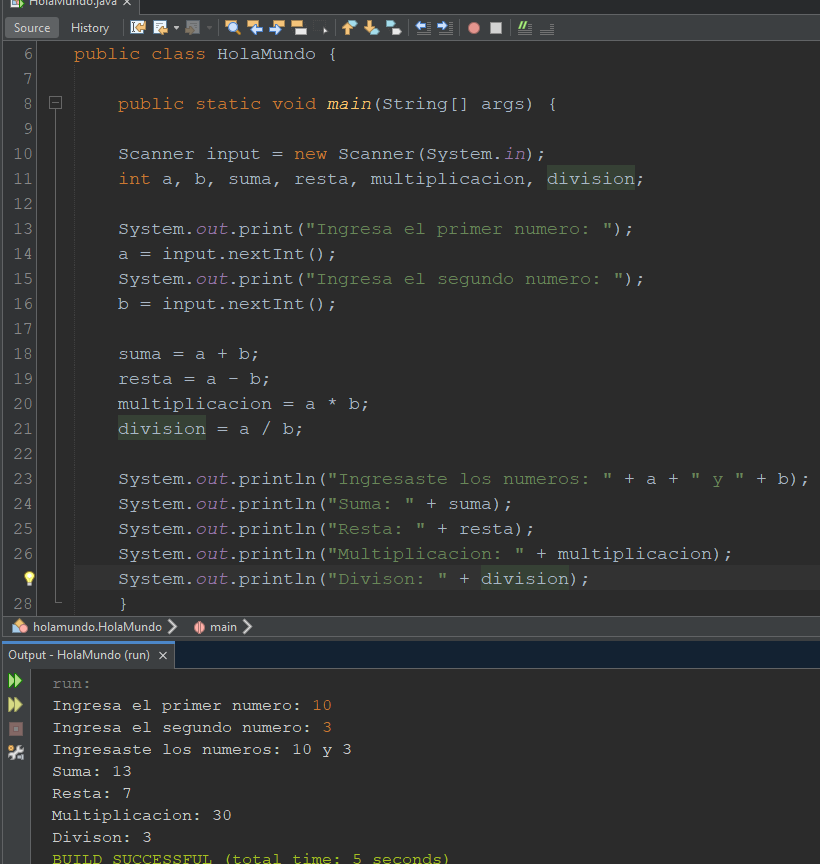 HolaMundo.java ×
Source History
6 public class HolaMundo {
7
8 public static void main(String[] args) {
9
10 Scanner input = new Scanner(System.in);
11 int a, b, suma, resta, multiplicacion, division;
12
13 System.out.print("Ingresa el primer numero: ");
14 a = input.nextInt();
15 System.out.print("Ingresa el segundo numero: ");
16 b = input.nextInt();
17
18 suma = a + b;
19 resta = a - b;
20 multiplicacion = a * b;
21 division = a / b;
22
23 System.out.println("Ingresaste los numeros: " + a + " y " + b);
24 System.out.println("Suma: " + suma);
25 System.out.println("Resta: " + resta);
26 System.out.println("Multiplicacion: " + multiplicacion);
System.out.println("Divison: " + division);
28 }
holamundo.HolaMundo main
Output - HolaMundo (run) ×
run:
Ingresa el primer numero: 10
Ingresa el segundo numero: 3
Ingresaste los numeros: 10 y 3
Suma: 13
Resta: 7
Multiplicacion: 30
Divison: 3
BUILD SUCCESSFUL (total time: 5 seconds)